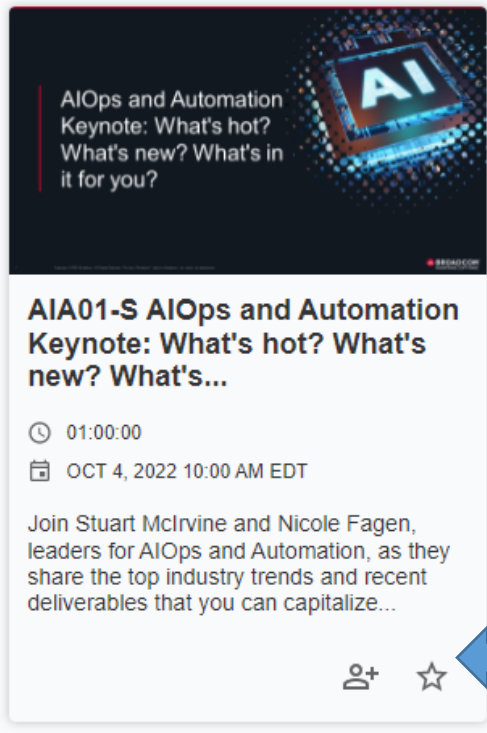 AIOps and Automation
Keynote: What's hot?
What's new? What's in
it for you?
AI
BROADCOM
AIA01-S AIOps and Automation
Keynote: What's hot? What's
new? What's...
01:00:00
OCT 4, 2022 10:00 AM EDT
Join Stuart McIrvine and Nicole Fagen,
leaders for AIOps and Automation, as they
share the top industry trends and recent
deliverables that you can capitalize...